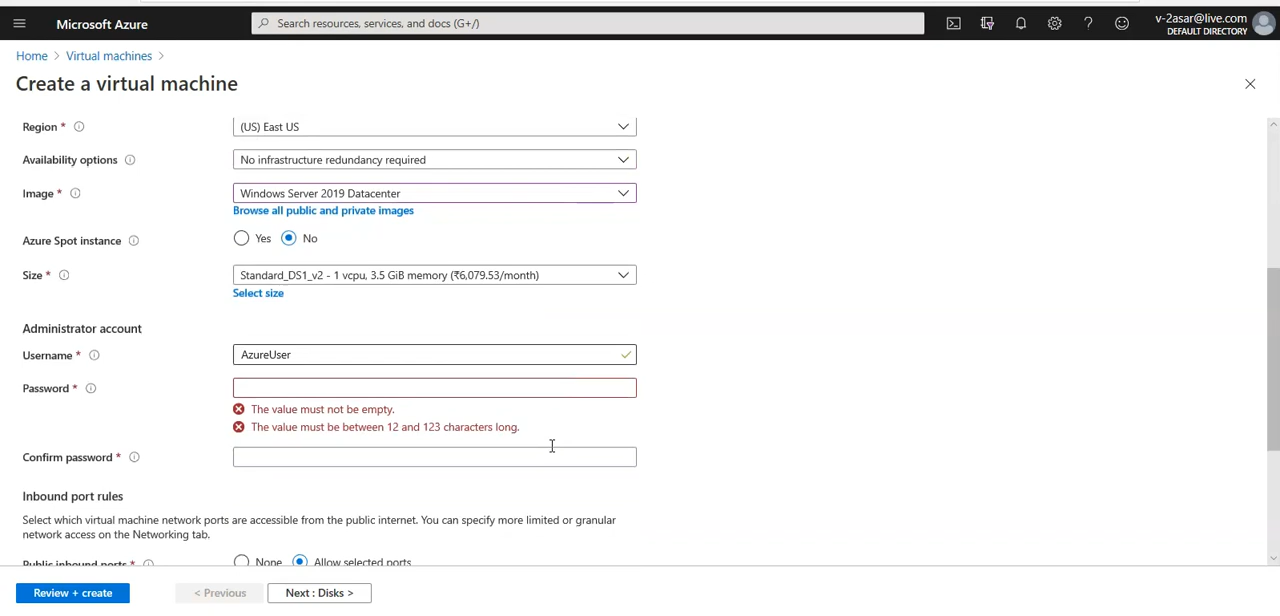 Microsoft Azure
Search resources, services, and docs (G+/)
v-2asar@live.com
DEFAULT DIRECTORY
Home > Virtual machines >
Create a virtual machine
Region * (US) East US
Availability options No infrastructure redundancy required
Image * Windows Server 2019 Datacenter
Browse all public and private images
Azure Spot instance Yes No
Size * Standard_DS1_v2 - 1 vcpu, 3.5 GiB memory (₹6,079.53/month)
Select size
Administrator account
Username * AzureUser
Password *
The value must not be empty.
The value must be between 12 and 123 characters long.
Confirm password *
Inbound port rules
Select which virtual machine network ports are accessible from the public internet. You can specify more limited or granular
network access on the Networking tab.
Public inbound ports * None Allow selected ports
Review + create < Previous Next : Disks >